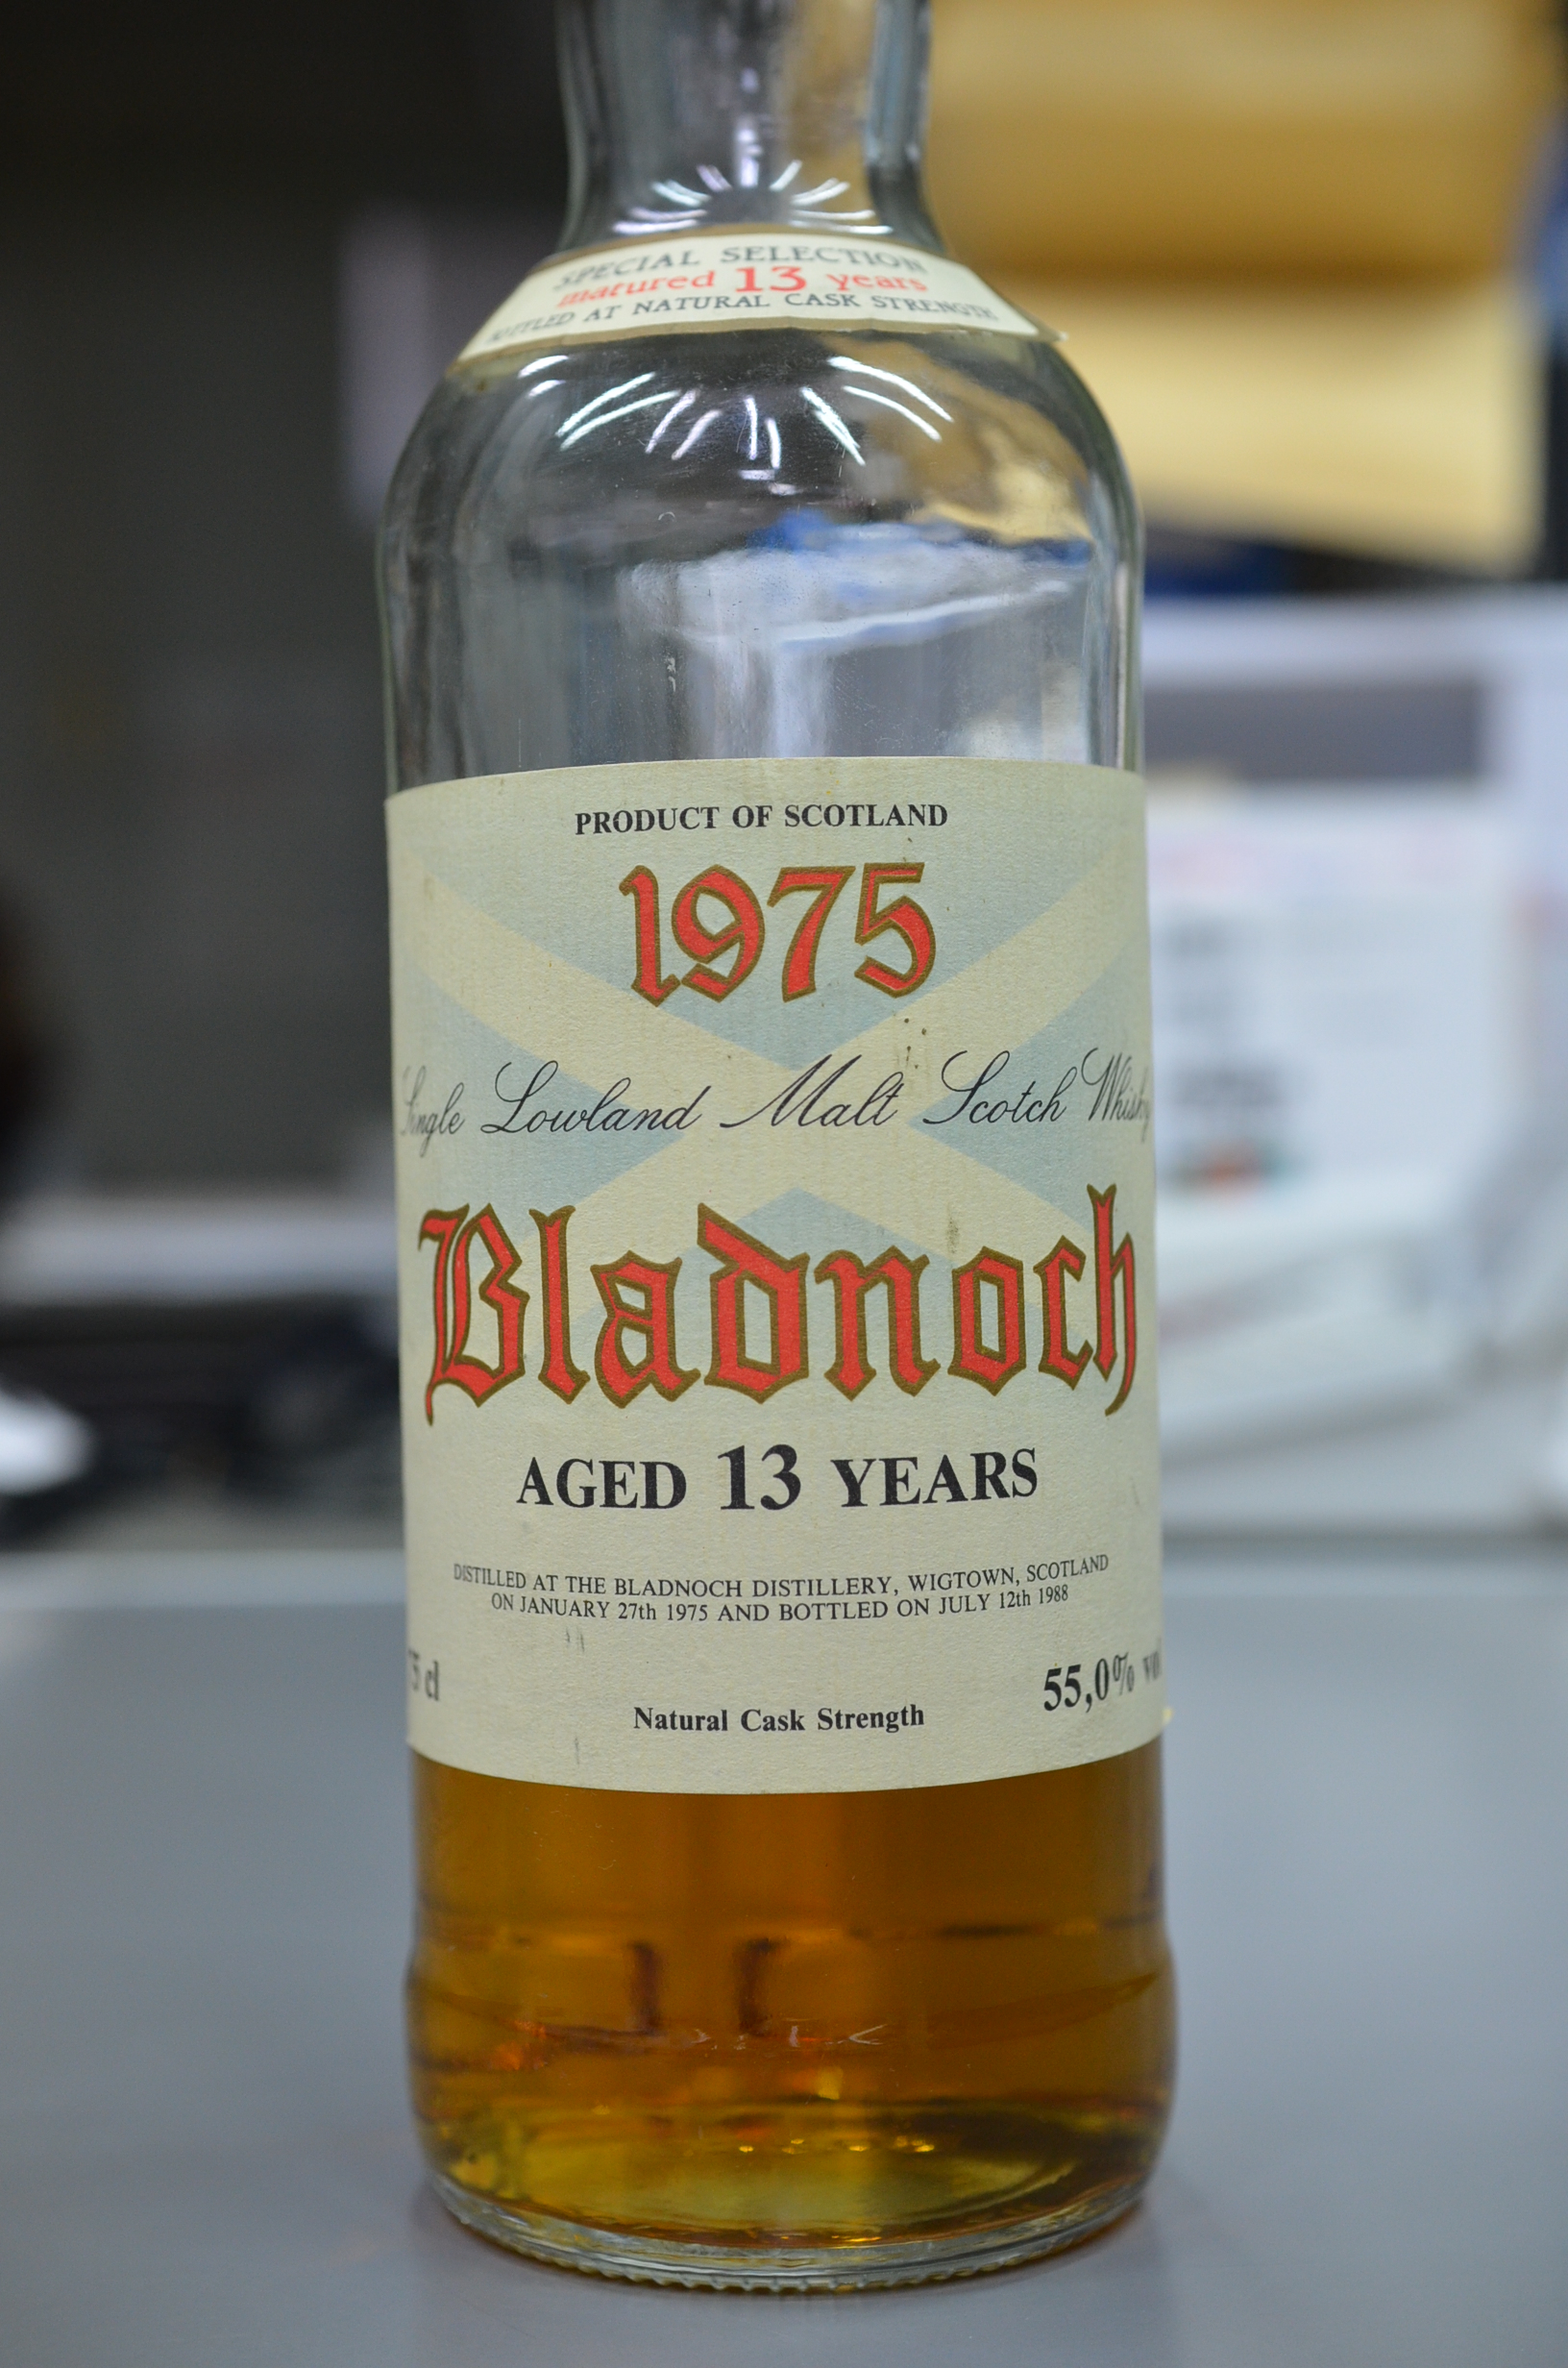 SPECIAL SELECTION
matured 13 years
BOTTLED AT NATURAL CASK STRENGTH
PRODUCT OF SCOTLAND
1975
Single Lowland Malt Scotch Whisky
Bladnoch
AGED 13 YEARS
DISTILLED AT THE BLADNOCH DISTILLERY, WIGTOWN, SCOTLAND
ON JANUARY 27th 1975 AND BOTTLED ON JULY 12th 1988
cl 55,0% vol
Natural Cask Strength